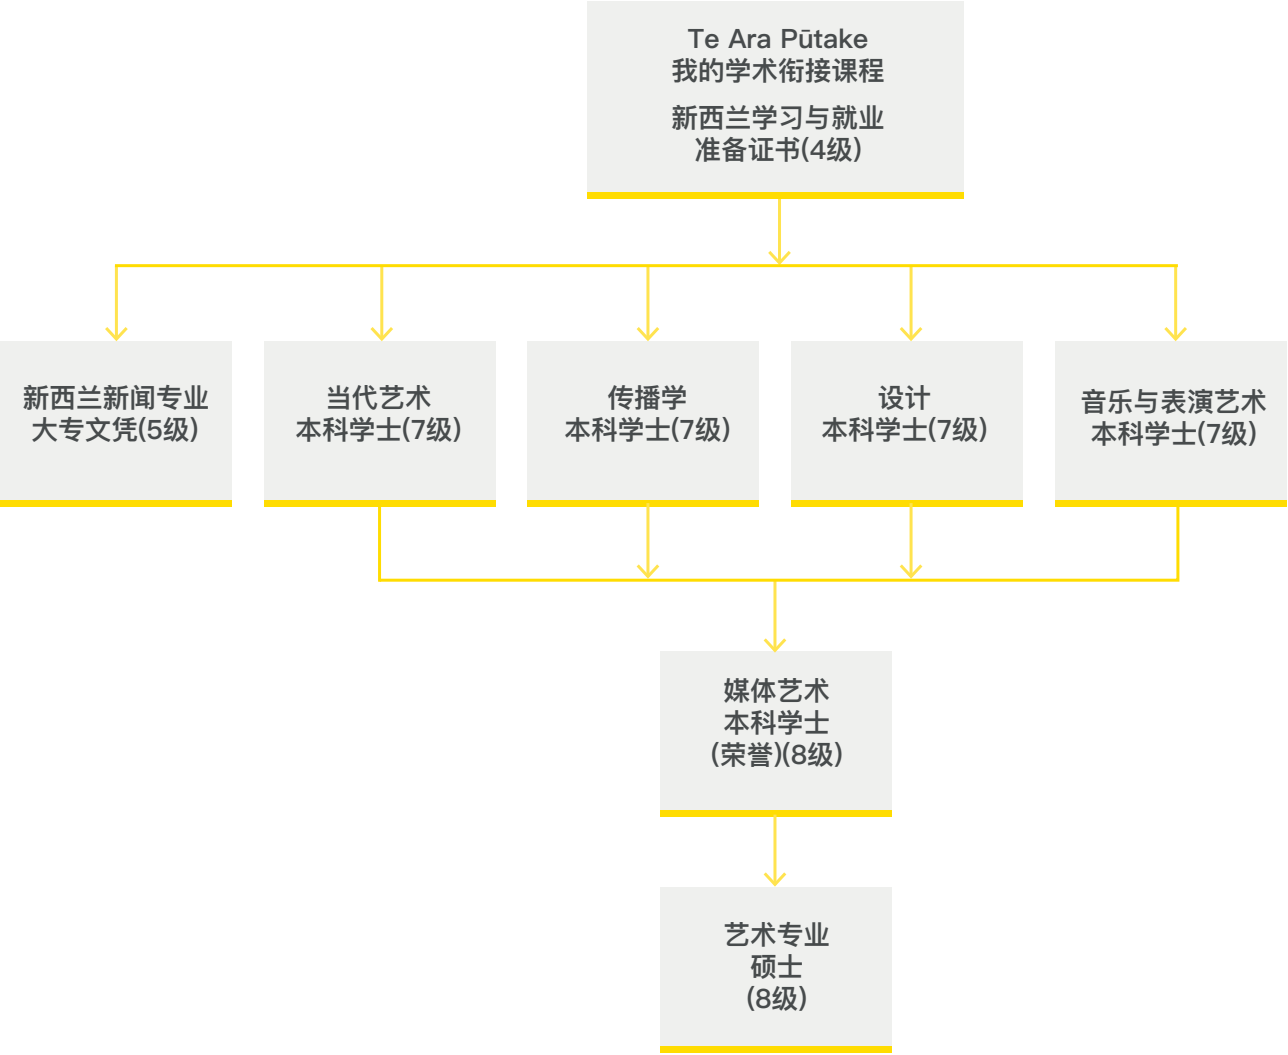 Te Ara Pūtake
我的学术衔接课程
新西兰学习与就业
准备证书(4级)
新西兰新闻专业
大专文凭(5级)
当代艺术
本科学士(7级)
传播学
本科学士(7级)
设计
本科学士(7级)
音乐与表演艺术
本科学士(7级)
媒体艺术
本科学士
(荣誉)(8级)
艺术专业
硕士
(8级)